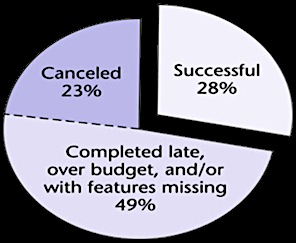 Canceled
23%
Successful
28%
Completed late,
over budget, and/or
with features missing
49%